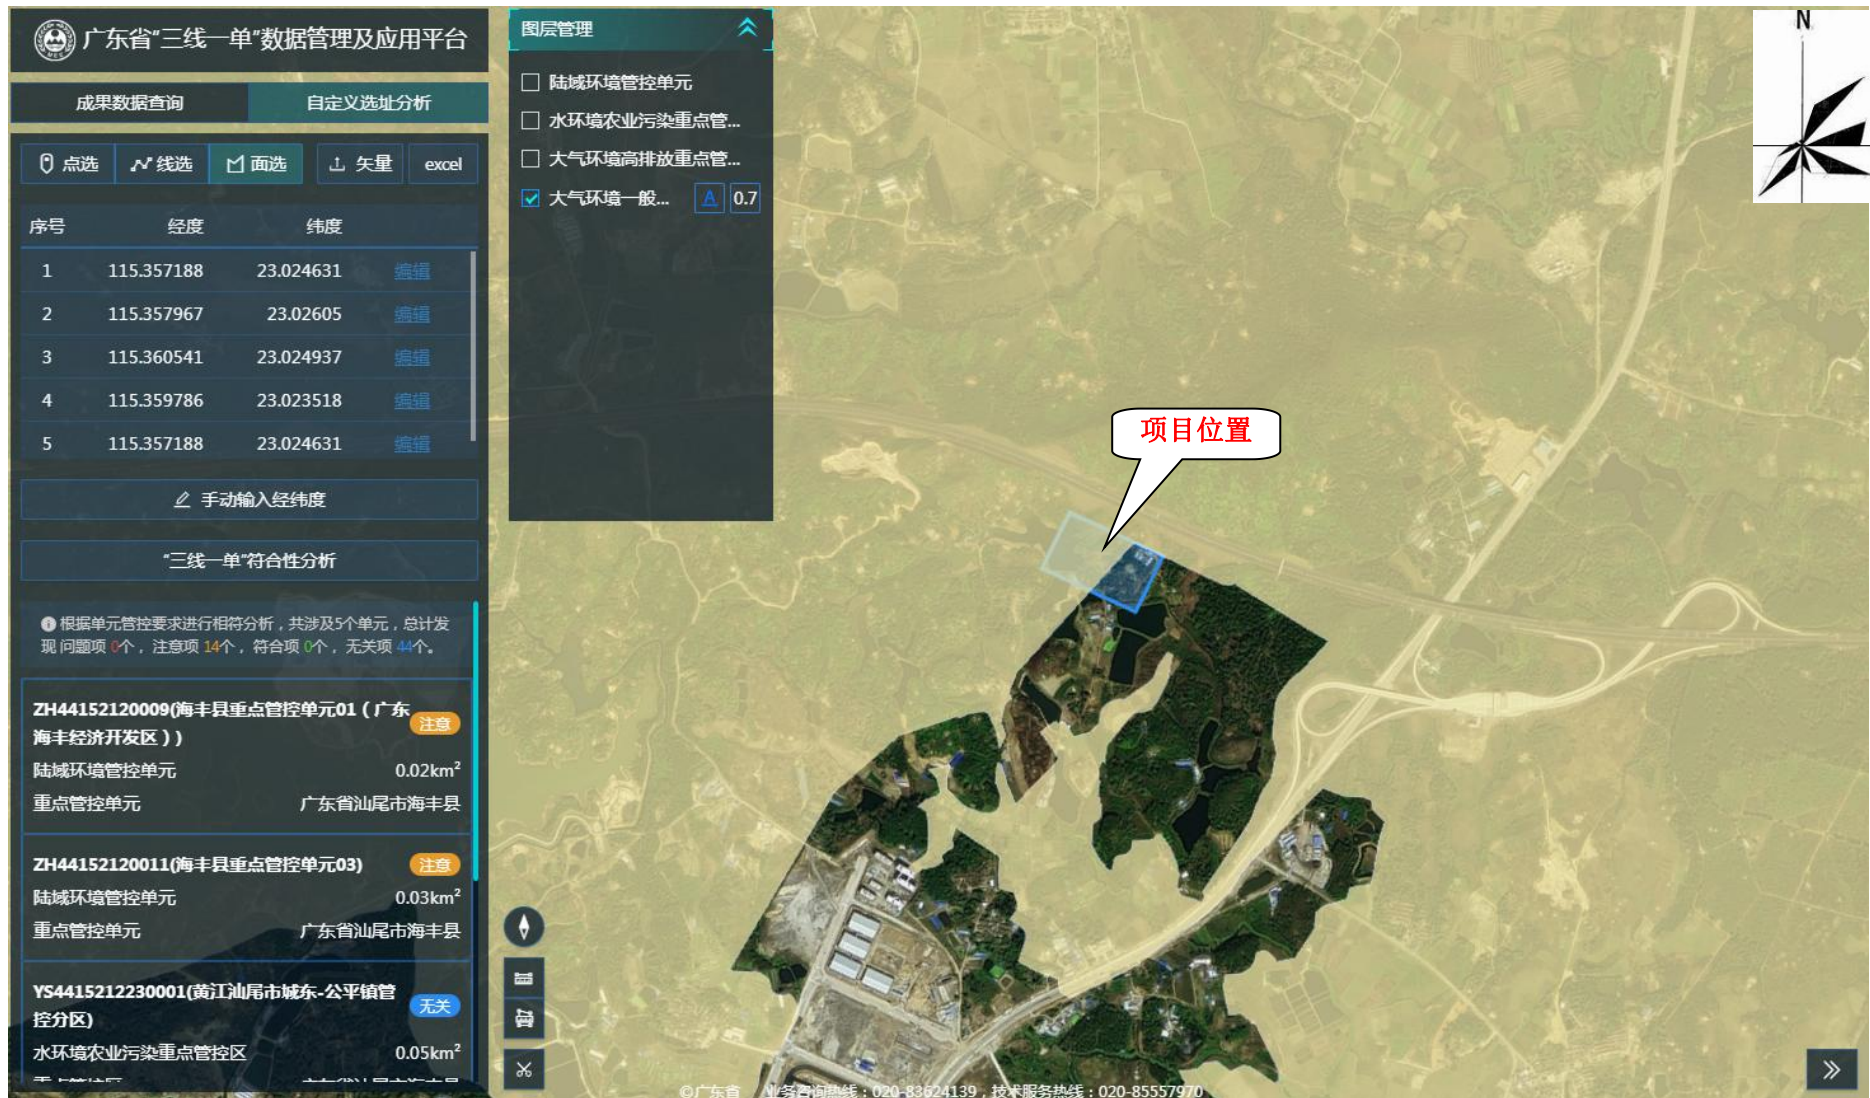 广东省"三线一单"数据管理及应用平台
成果数据查询 自定义选址分析
点选 线选 面选 矢量 excel
序号 经度 纬度
1 115.357188 23.024631 编辑
2 115.357967 23.02605 编辑
3 115.360541 23.024937 编辑
4 115.359786 23.023518 编辑
5 115.357188 23.024631 编辑
手动输入经纬度
"三线一单"符合性分析
根据单元管控要求进行相符分析，共涉及5个单元，总计发
现 问题项 0个，注意项 14个，符合项 0个，无关项 44个。
ZH44152120009(海丰县重点管控单元01（广东
海丰经济开发区）)
注意
陆域环境管控单元 0.02km²
重点管控单元 广东省汕尾市海丰县
ZH44152120011(海丰县重点管控单元03) 注意
陆域环境管控单元 0.03km²
重点管控单元 广东省汕尾市海丰县
YS4415212230001(黄江汕尾市城东-公平镇管
控分区)
无关
水环境农业污染重点管控区 0.05km²
图层管理
陆域环境管控单元
水环境农业污染重点管...
大气环境高排放重点管...
大气环境一般... A 0.7
项目位置
N
©广东省 业务咨询热线：020-83624139，技术服务热线：020-85557970